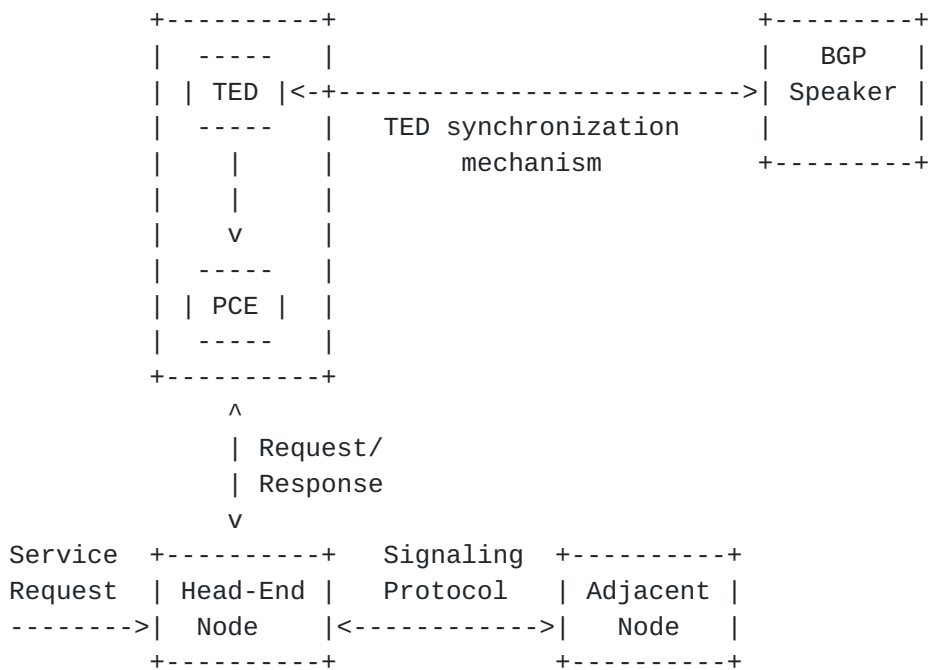 +----------+                           +---------+
               |  -----   |                           |   BGP   |
               | | TED |<-+-------------------------->| Speaker |
               |  -----   |   TED synchronization     |         |
               |    |     |        mechanism          +---------+
               |    |     |
               |    v     |
               |  -----   |
               | | PCE |  |
               |  -----   |
               +----------+
                    ^
                    | Request/
                    | Response
                    v
      Service  +----------+   Signaling  +----------+
      Request  | Head-End |   Protocol   | Adjacent |
      -------->|  Node    |<------------>|   Node   |
               +----------+              +----------+